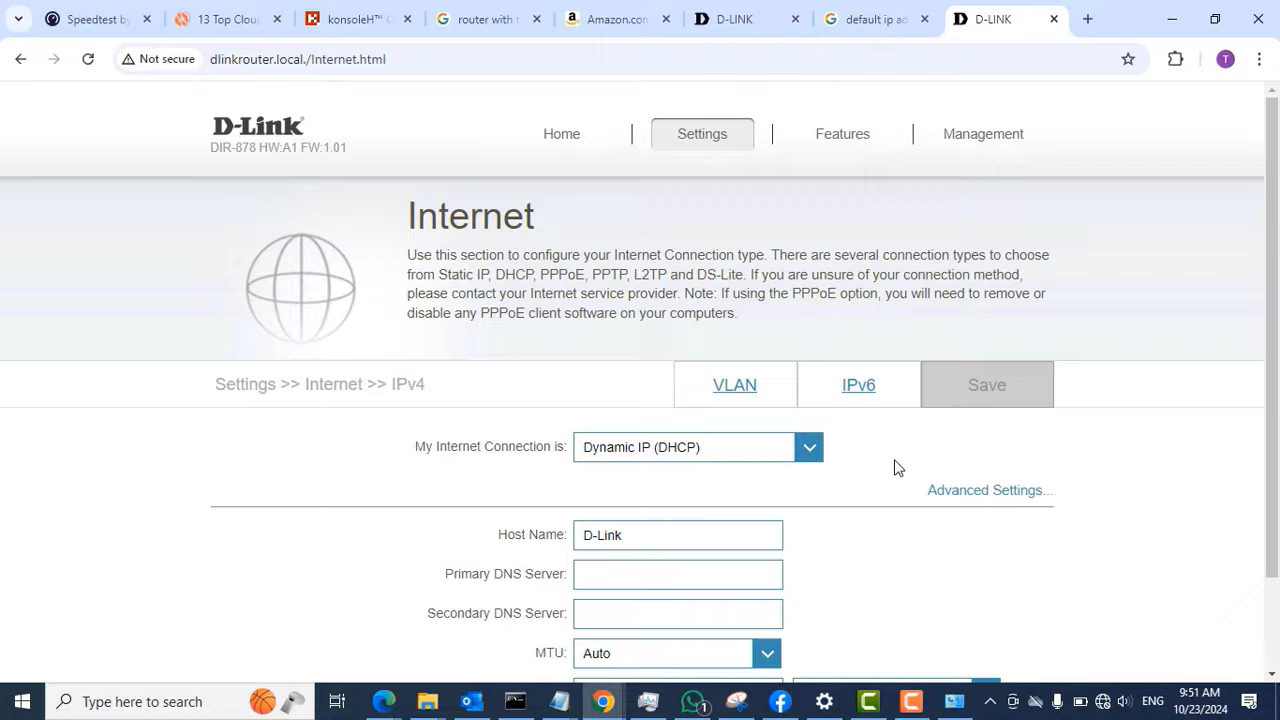 Speedtest by
13 Top Cloud
konsoleH™ C
router with
Amazon.con
D-LINK
default ip ad
D-LINK
Not secure
dlinkrouter.local./Internet.html
T
D-Link
DIR-878 HW:A1 FW:1.01
Home
Settings
Features
Management
Internet
Use this section to configure your Internet Connection type. There are several connection types to choose
from Static IP, DHCP, PPPoE, PPTP, L2TP and DS-Lite. If you are unsure of your connection method,
please contact your Internet service provider. Note: If using the PPPoE option, you will need to remove or
disable any PPPoE client software on your computers.
Settings >> Internet >> IPv4
VLAN
IPv6
Save
My Internet Connection is:
Dynamic IP (DHCP)
Advanced Settings...
Host Name:
D-Link
Primary DNS Server:
Secondary DNS Server:
MTU:
Auto
Type here to search
1
ENG
9:51 AM
10/23/2024